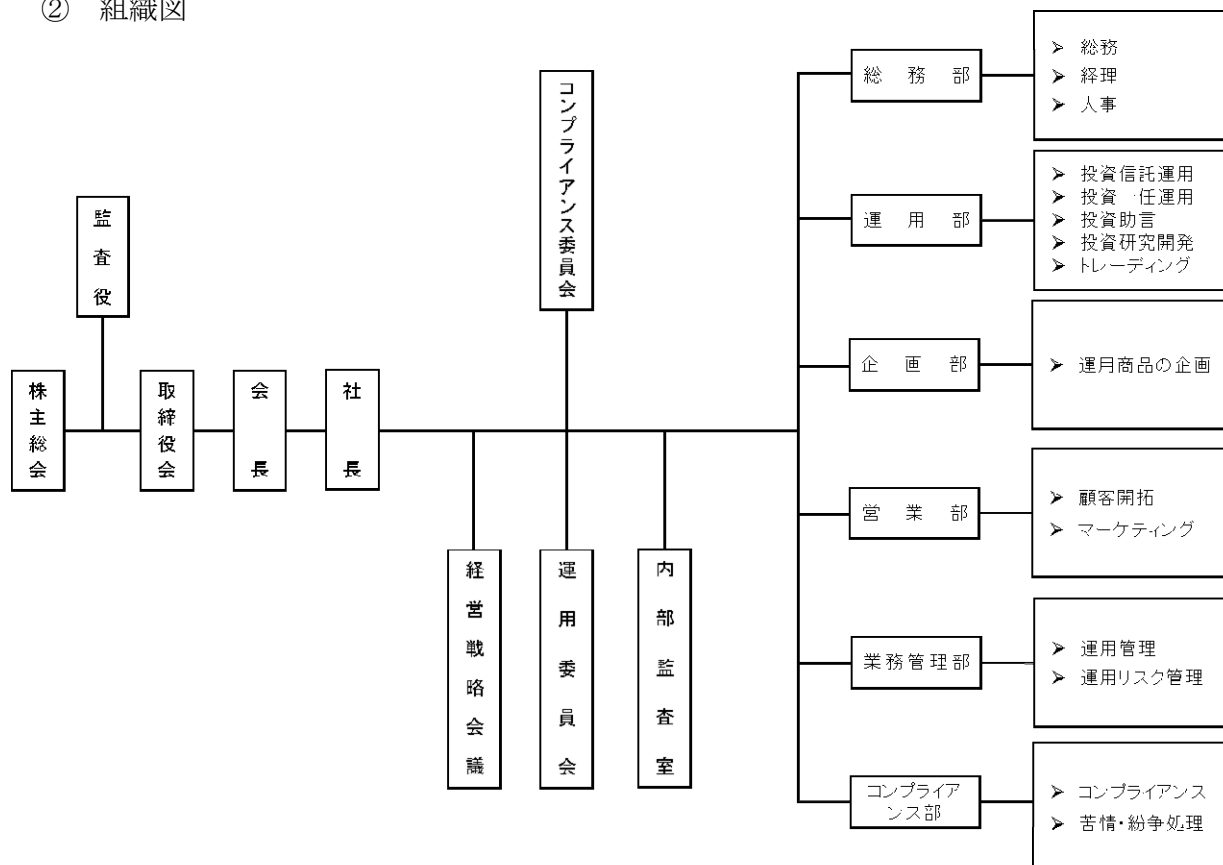 ② 組織図
監査役
株主総会
取締役会
会長
社長
コンプライアンス委員会
経営戦略会議
運用委員会
内部監査室
総務部
➢ 総務
➢ 経理
➢ 人事
運用部
➢ 投資信託運用
➢ 投資一任運用
➢ 投資助言
➢ 投資研究開発
➢ トレーディング
企画部
➢ 運用商品の企画
営業部
➢ 顧客開拓
➢ マーケティング
業務管理部
➢ 運用管理
➢ 運用リスク管理
コンプライア
ンス部
➢ コンプライアンス
➢ 苦情・紛争処理